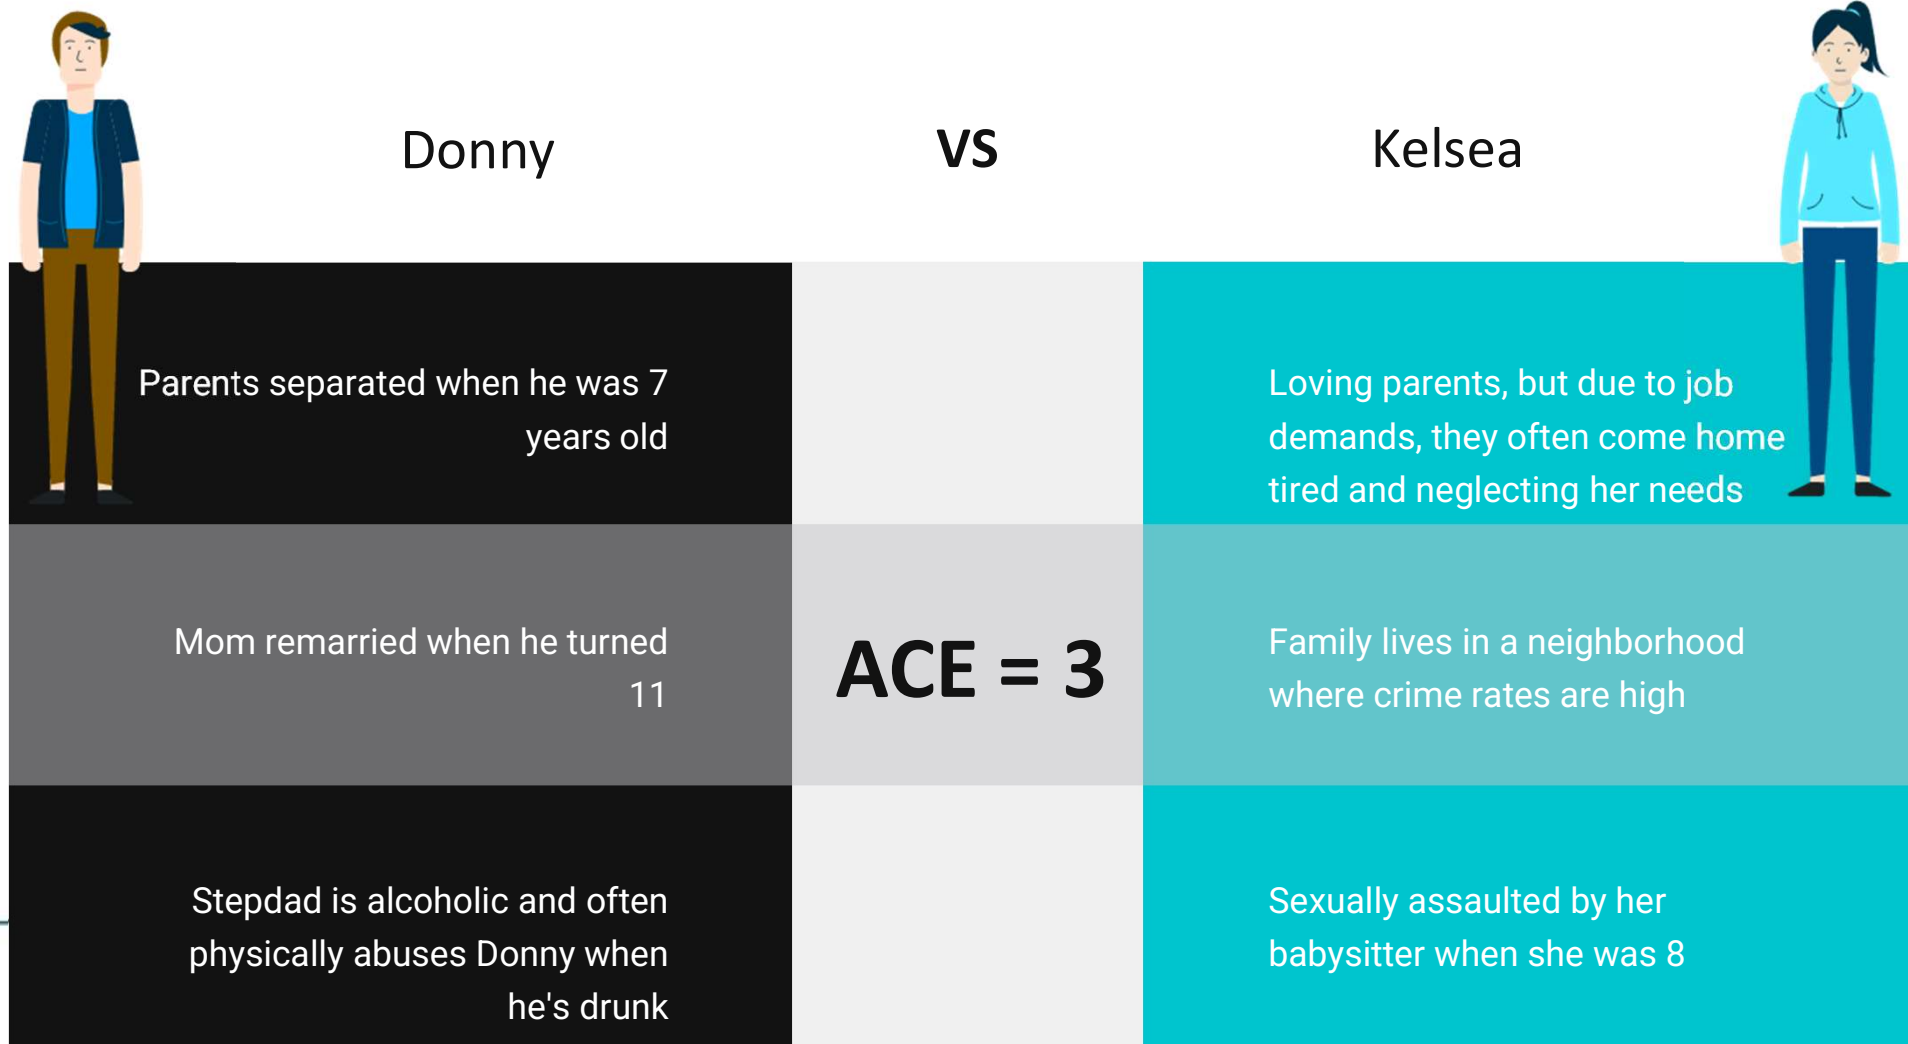 Donny
VS
Kelsea
Parents separated when he was 7
years old
Loving parents, but due to job
demands, they often come home
tired and neglecting her needs
Mom remarried when he turned
11
ACE = 3
Family lives in a neighborhood
where crime rates are high
Stepdad is alcoholic and often
physically abuses Donny when
he's drunk
Sexually assaulted by her
babysitter when she was 8